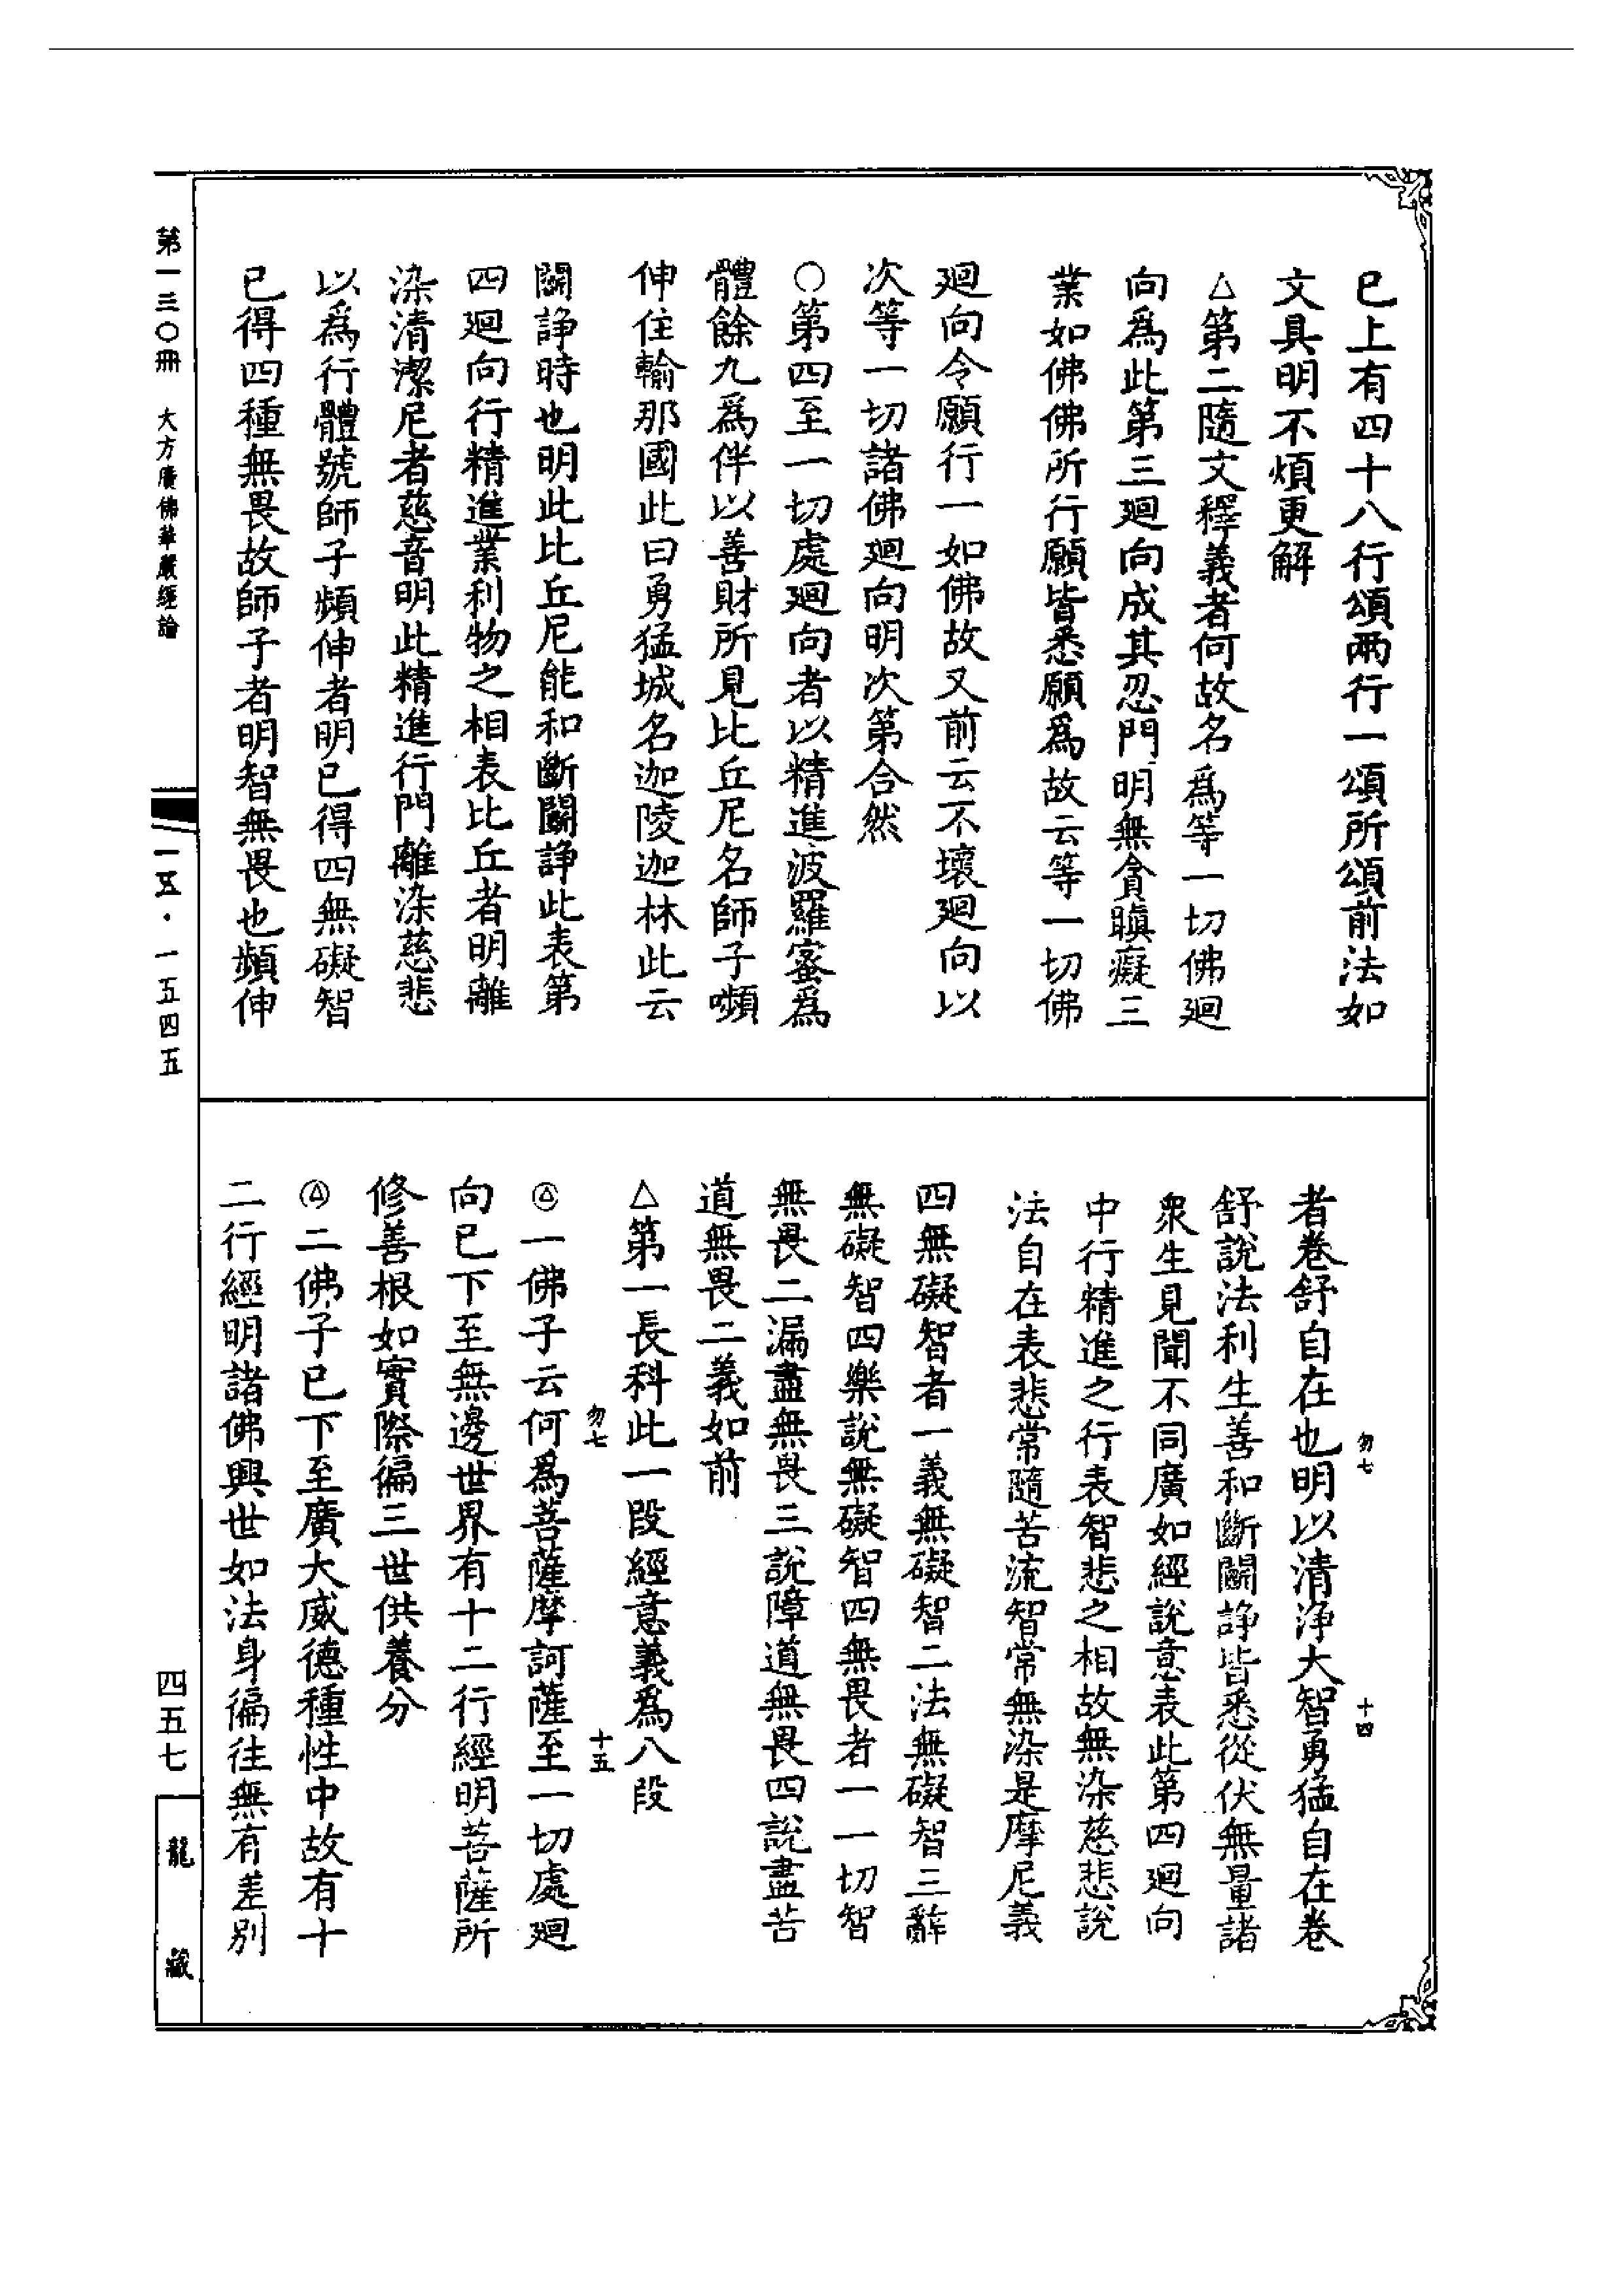 已上有四十八行頌兩行一頌所頌前法如
文具明不煩更解
△第二隨文釋義者何故名為等一切佛迴
向為此第三迴向成其忍門明無貪瞋癡三
業如佛佛所行願皆悉願為故云等一切佛
迴向令願行一如佛故又前云不壞迴向以
次等一切諸佛迴向明次第合然
○第四至一切處迴向者以精進波羅蜜為
體餘九為伴以善財所見比丘尼名師子嚬
伸住輸那國此曰勇猛城名迦陵迦林此云
鬭諍時也明此比丘尼能和斷鬭諍此表第
四迴向行精進業利物之相表比丘者明離
染清潔尼者慈音明此精進行門離染慈悲
以為行體號師子頻伸者明已得四無礙智
已得四種無畏故師子者明智無畏也頻伸
者卷舒自在也明以清淨大智勇猛自在卷
舒說法利生善和斷鬭諍皆悉從伏無量諸
衆生見聞不同廣如經說意表此第四迴向
中行精進之行表智悲之相故無染慈悲說
法自在表悲常隨苦流智常無染是摩尼義
四無礙智者一義無礙智二法無礙智三辭
無礙智四樂說無礙智四無畏者一一切智
無畏二漏盡無畏三說障道無畏四說盡苦
道無畏二義如前
△第一長科此一段經意義為八段
㊛一佛子云何為菩薩摩訶薩至一切處迴
向已下至無邊世界有十二行經明菩薩所
修善根如實際徧三世供養分
㊛二佛子已下至廣大威德種性中故有十
二行經明諸佛興世如法身徧往無有差別
勿七
十四
勿七
十五
第一三〇冊 大方廣佛華嚴經論
一五·一五四五
四五七
龍藏